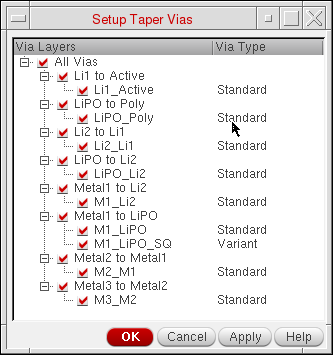 Setup Taper Vias
Via Layers Via Type
All Vias
Li1 to Active
Li1_Active Standard
LiPO to Poly
LiPO_Poly Standard
Li2 to Li1
Li2_Li1 Standard
LiPO to Li2
LiPO_Li2 Standard
Metal1 to Li2
M1_Li2 Standard
Metal1 to LiPO
M1_LiPO Standard
M1_LiPO_SQ Variant
Metal2 to Metal1
M2_M1 Standard
Metal3 to Metal2
M3_M2 Standard
OK Cancel Apply Help